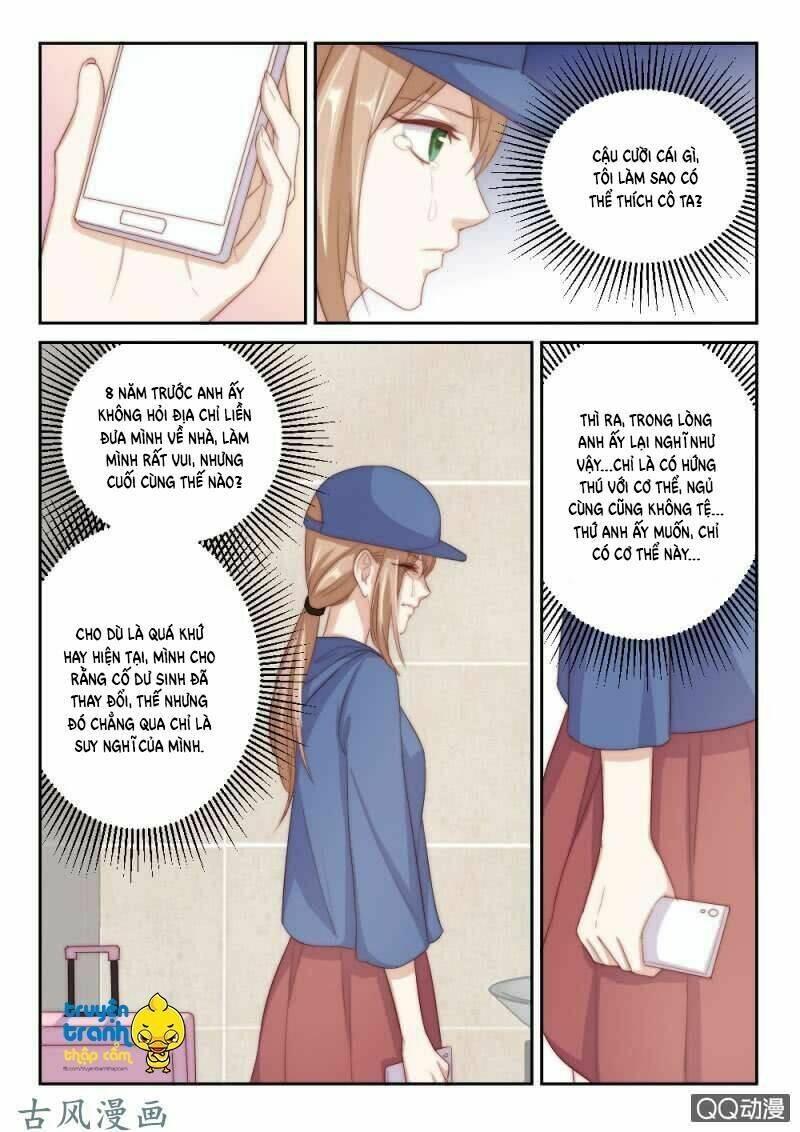 CẬU CƯỜI CÁI GÌ,
TÔI LÀM SAO CÓ
THỂ THÍCH CÔ TA?
8 NĂM TRƯỚC ANH ẤY
KHÔNG HỎI ĐỊA CHỈ LIỀN
ĐƯA MÌNH VỀ NHÀ, LÀM
MÌNH RẤT VUI, NHƯNG
CUỐI CÙNG THẾ NÀO?
CHO DÙ LÀ QUÁ KHỨ
HAY HIỆN TẠI, MÌNH CHO
RẰNG CỐ DƯ SINH ĐÃ
THAY ĐỔI, THẾ NHƯNG
ĐÓ CHẲNG QUA CHỈ LÀ
SUY NGHĨ CỦA MÌNH.
THÌ RA, TRONG LÒNG
ANH ẤY LẠI NGHĨ NHƯ
VẬY...CHỈ LÀ CÓ HỨNG
THÚ VỚI CƠ THỂ, NGỦ
CÙNG CŨNG KHÔNG TỆ...
THỨ ANH ẤY MUỐN, CHỈ
CÓ CƠ THỂ NÀY...
truyện
tranh
thập cẩm
古风漫画
QQ动漫